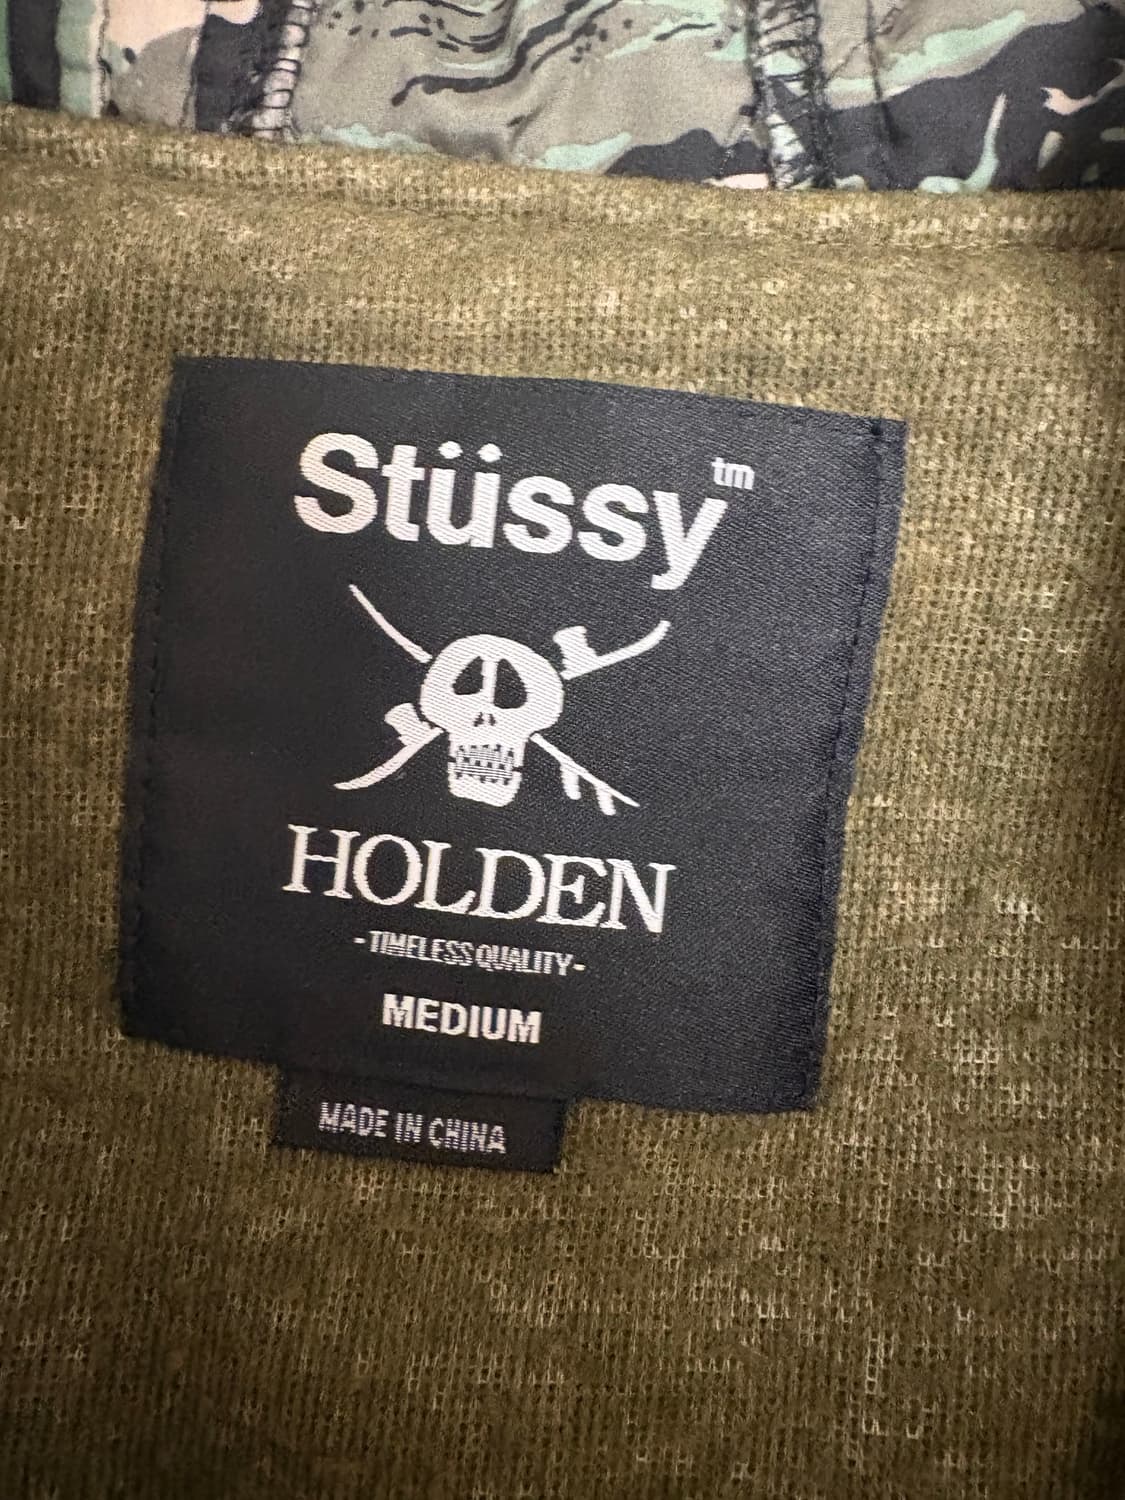 Stüssy tm
HOLDEN
- TIMELESS QUALITY -
MEDIUM
MADE IN CHINA